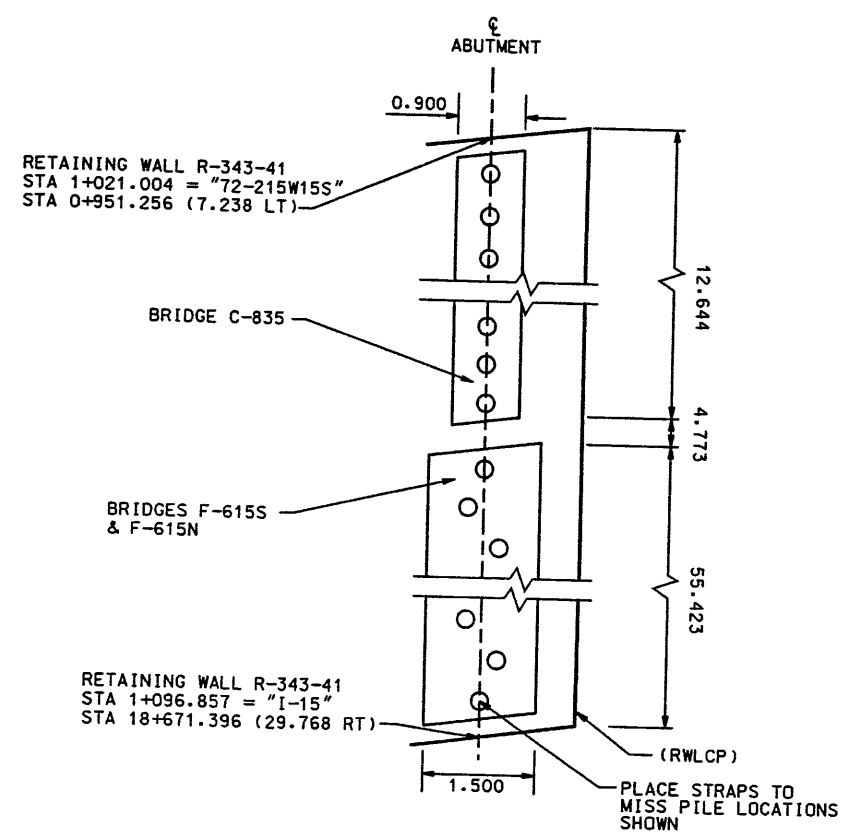 ℄
ABUTMENT
0.900
RETAINING WALL R-343-41
STA 1+021.004 = "72-215W15S"
STA 0+951.256 (7.238 LT)
12.644
BRIDGE C-835
4.773
BRIDGES F-615S
& F-615N
55.423
RETAINING WALL R-343-41
STA 1+096.857 = "I-15"
STA 18+671.396 (29.768 RT)
(RWLCP)
1.500
PLACE STRAPS TO
MISS PILE LOCATIONS
SHOWN